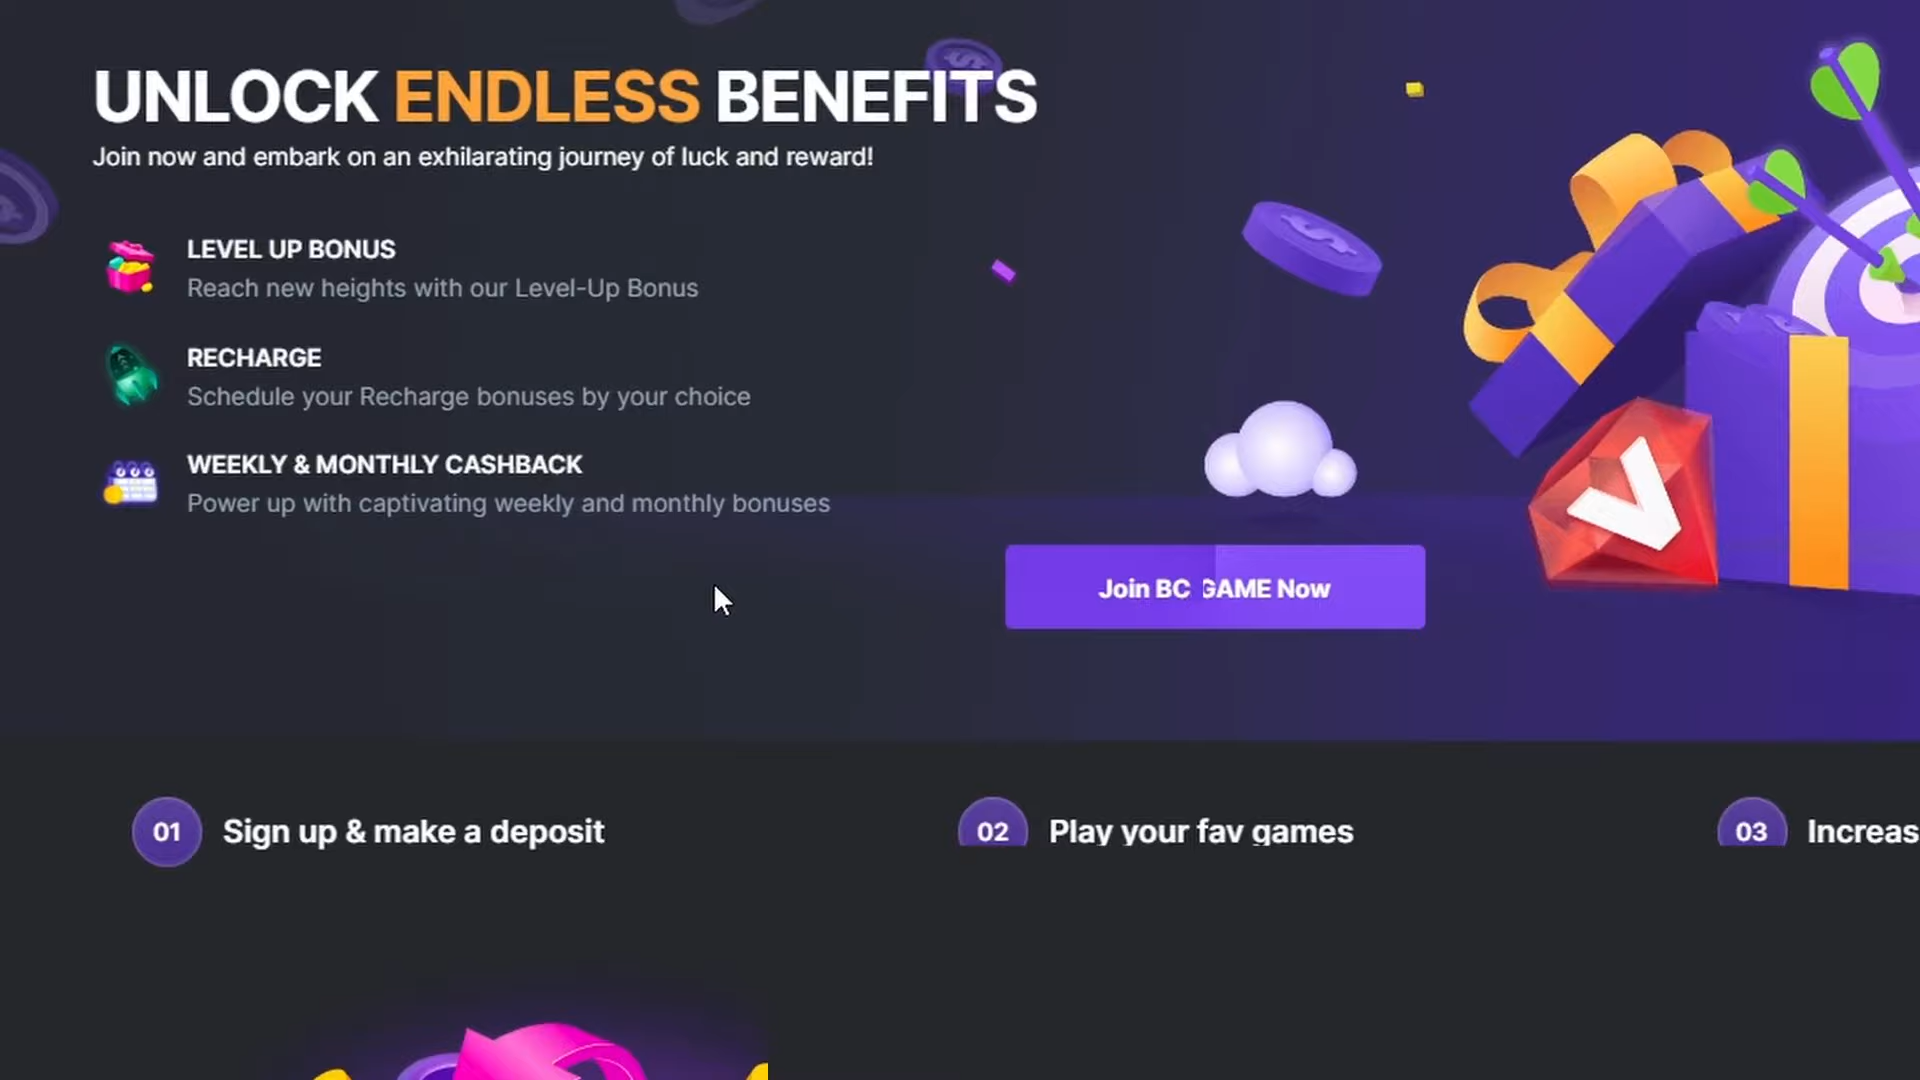 UNLOCK ENDLESS BENEFITS
Join now and embark on an exhilarating journey of luck and reward!
LEVEL UP BONUS
Reach new heights with our Level-Up Bonus
RECHARGE
Schedule your Recharge bonuses by your choice
WEEKLY & MONTHLY CASHBACK
Power up with captivating weekly and monthly bonuses
Join BC GAME Now
01 Sign up & make a deposit
02 Play your fav games
03 Increas